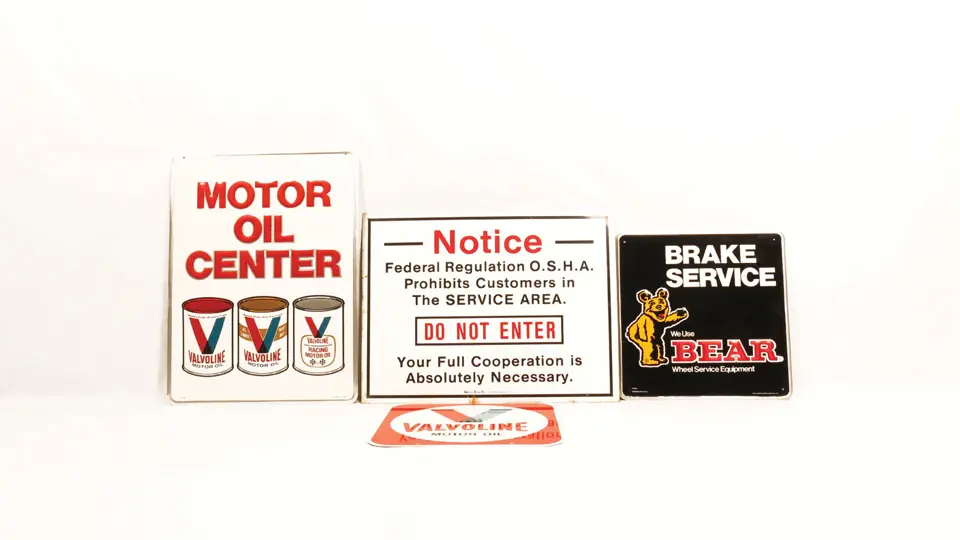 MOTOR
OIL
CENTER
VALVOLINE
MOTOR OIL
VALVOLINE
MOTOR OIL
VALVOLINE
RACING
MOTOR OIL
Notice
Federal Regulation O.S.H.A.
Prohibits Customers in
The SERVICE AREA.
DO NOT ENTER
Your Full Cooperation is
Absolutely Necessary.
BRAKE
SERVICE
We Use
BEAR
Wheel Service Equipment
VALVOLINE
MOTOR OIL